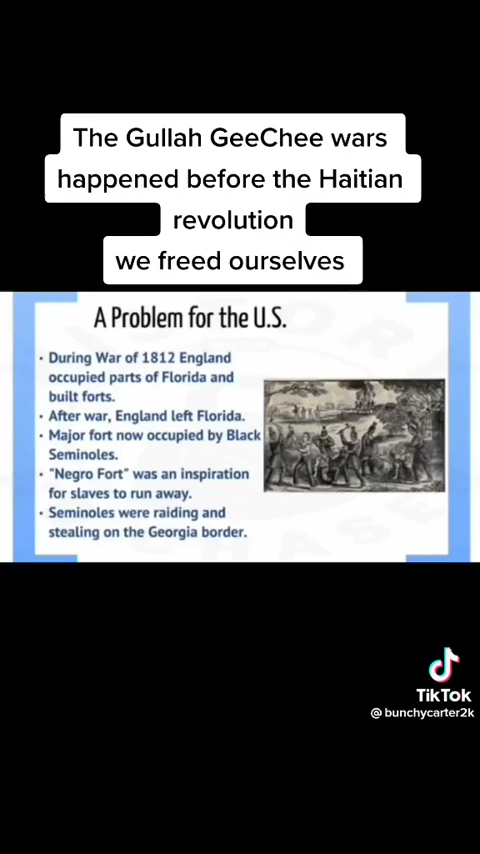 The Gullah GeeChee wars
happened before the Haitian
revolution
we freed ourselves
A Problem for the U.S.
• During War of 1812 England
occupied parts of Florida and
built forts.
• After war, England left Florida.
• Major fort now occupied by Black
Seminoles.
• "Negro Fort" was an inspiration
for slaves to run away.
• Seminoles were raiding and
stealing on the Georgia border.
TikTok
@bunchycarter2k